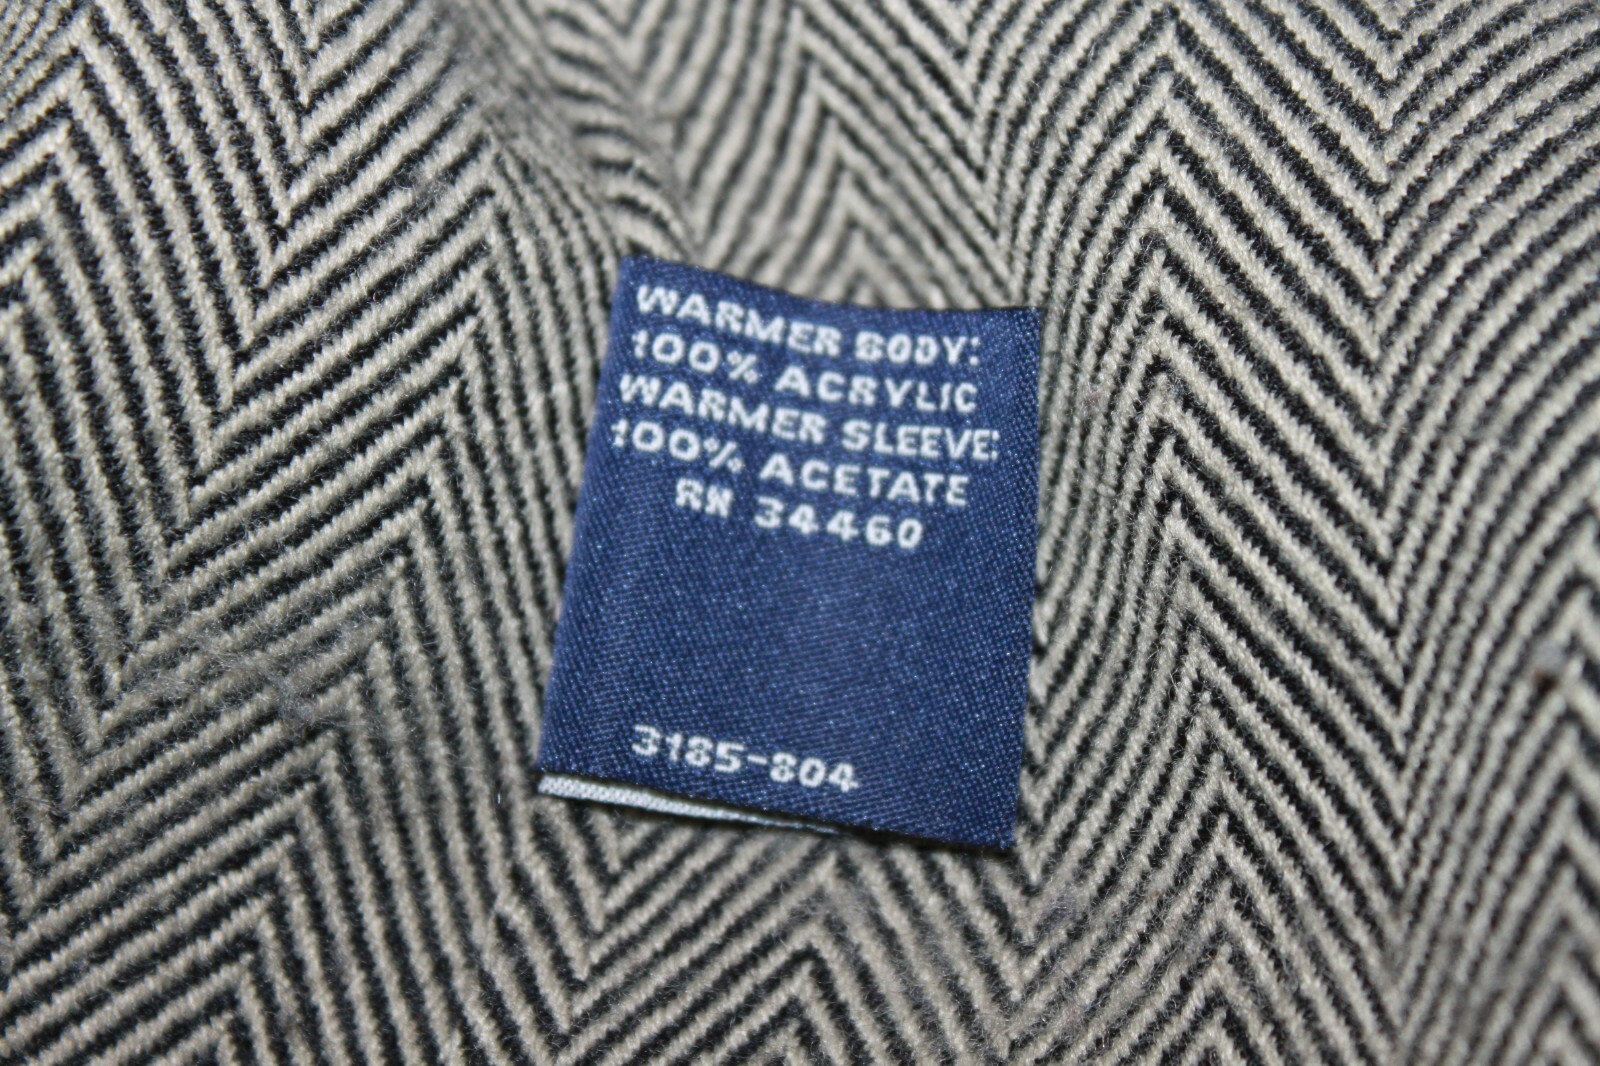 WARMER BODY:
100% ACRYLIC
WARMER SLEEVE:
100% ACETATE
RN 34460
3185-804